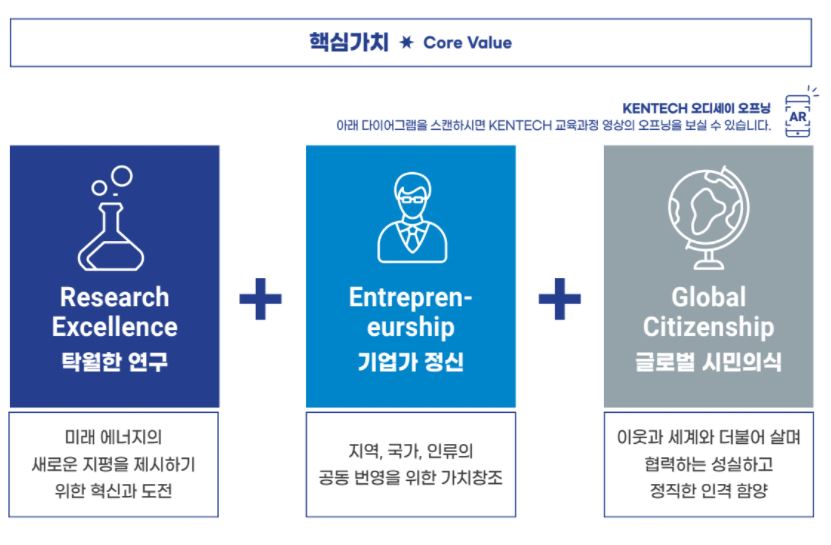 핵심가치 ✶ Core Value
KENTECH 오디세이 오프닝
아래 다이어그램을 스캔하시면 KENTECH 교육과정 영상의 오프닝을 보실 수 있습니다.
AR
Research
Excellence
탁월한 연구
+
Entrepren-
eurship
기업가 정신
+
Global
Citizenship
글로벌 시민의식
미래 에너지의
새로운 지평을 제시하기
위한 혁신과 도전
지역, 국가, 인류의
공동 번영을 위한 가치창조
이웃과 세계와 더불어 살며
협력하는 성실하고
정직한 인격 함양